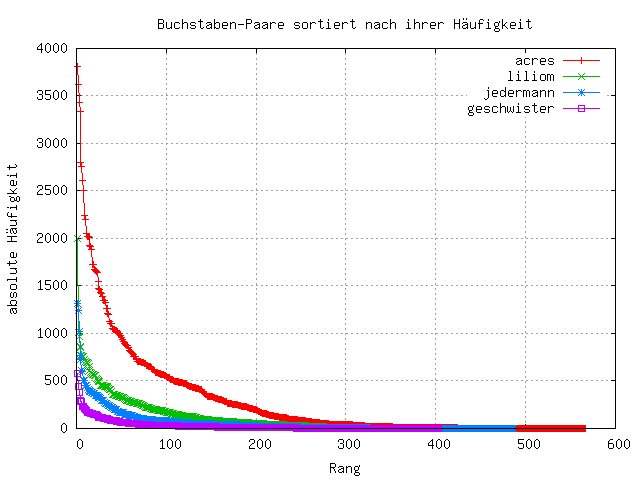 Buchstaben-Paare sortiert nach ihrer Häufigkeit
acres
liliom
jedermann
geschwister
absolute Häufigkeit
4000
3500
3000
2500
2000
1500
1000
500
0
0 100 200 300 400 500 600
Rang